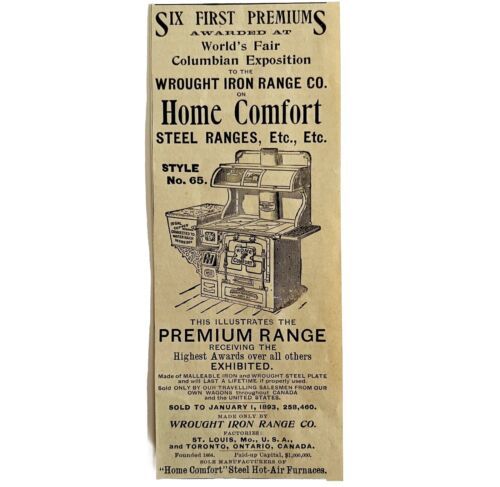 SIX FIRST PREMIUMS
AWARDED AT
World's Fair
Columbian Exposition
TO THE
WROUGHT IRON RANGE CO.
ON
Home Comfort
STEEL RANGES, Etc., Etc.
STYLE
No. 65.
HOME
COMFORT
THIS ILLUSTRATES THE
PREMIUM RANGE
RECEIVING THE
Highest Awards over all others
EXHIBITED.
Made of MALLEABLE IRON and WROUGHT STEEL PLATE
and will LAST A LIFETIME if properly used.
Sold ONLY BY OUR TRAVELLING SALESMEN FROM OUR
OWN WAGONS throughout CANADA
and the UNITED STATES.
SOLD TO JANUARY 1, 1893, 258,460.
MADE ONLY BY
WROUGHT IRON RANGE CO.
FACTORIES:
ST. LOUIS, Mo., U. S. A.,
and TORONTO, ONTARIO, CANADA.
Founded 1864. Paid-up Capital, $1,000,000.
SOLE MANUFACTURERS OF
"Home Comfort" Steel Hot-Air Furnaces.